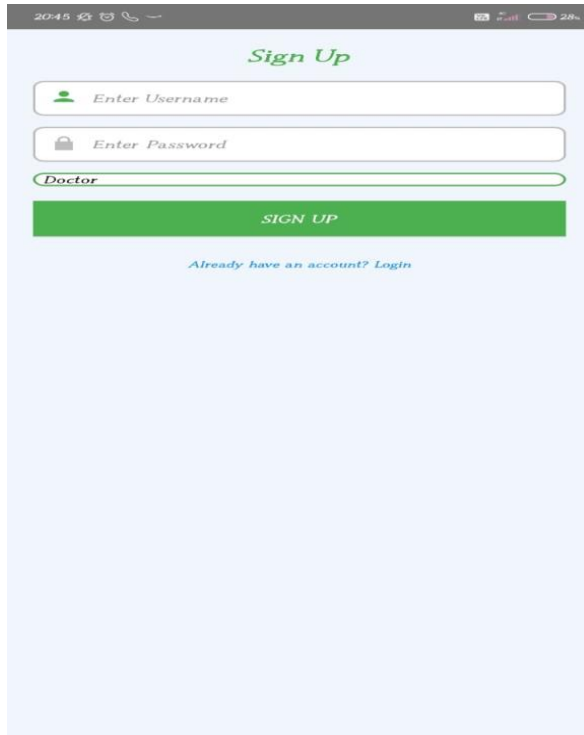 20:45 28%
Sign Up
Enter Username
Enter Password
Doctor
SIGN UP
Already have an account? Login